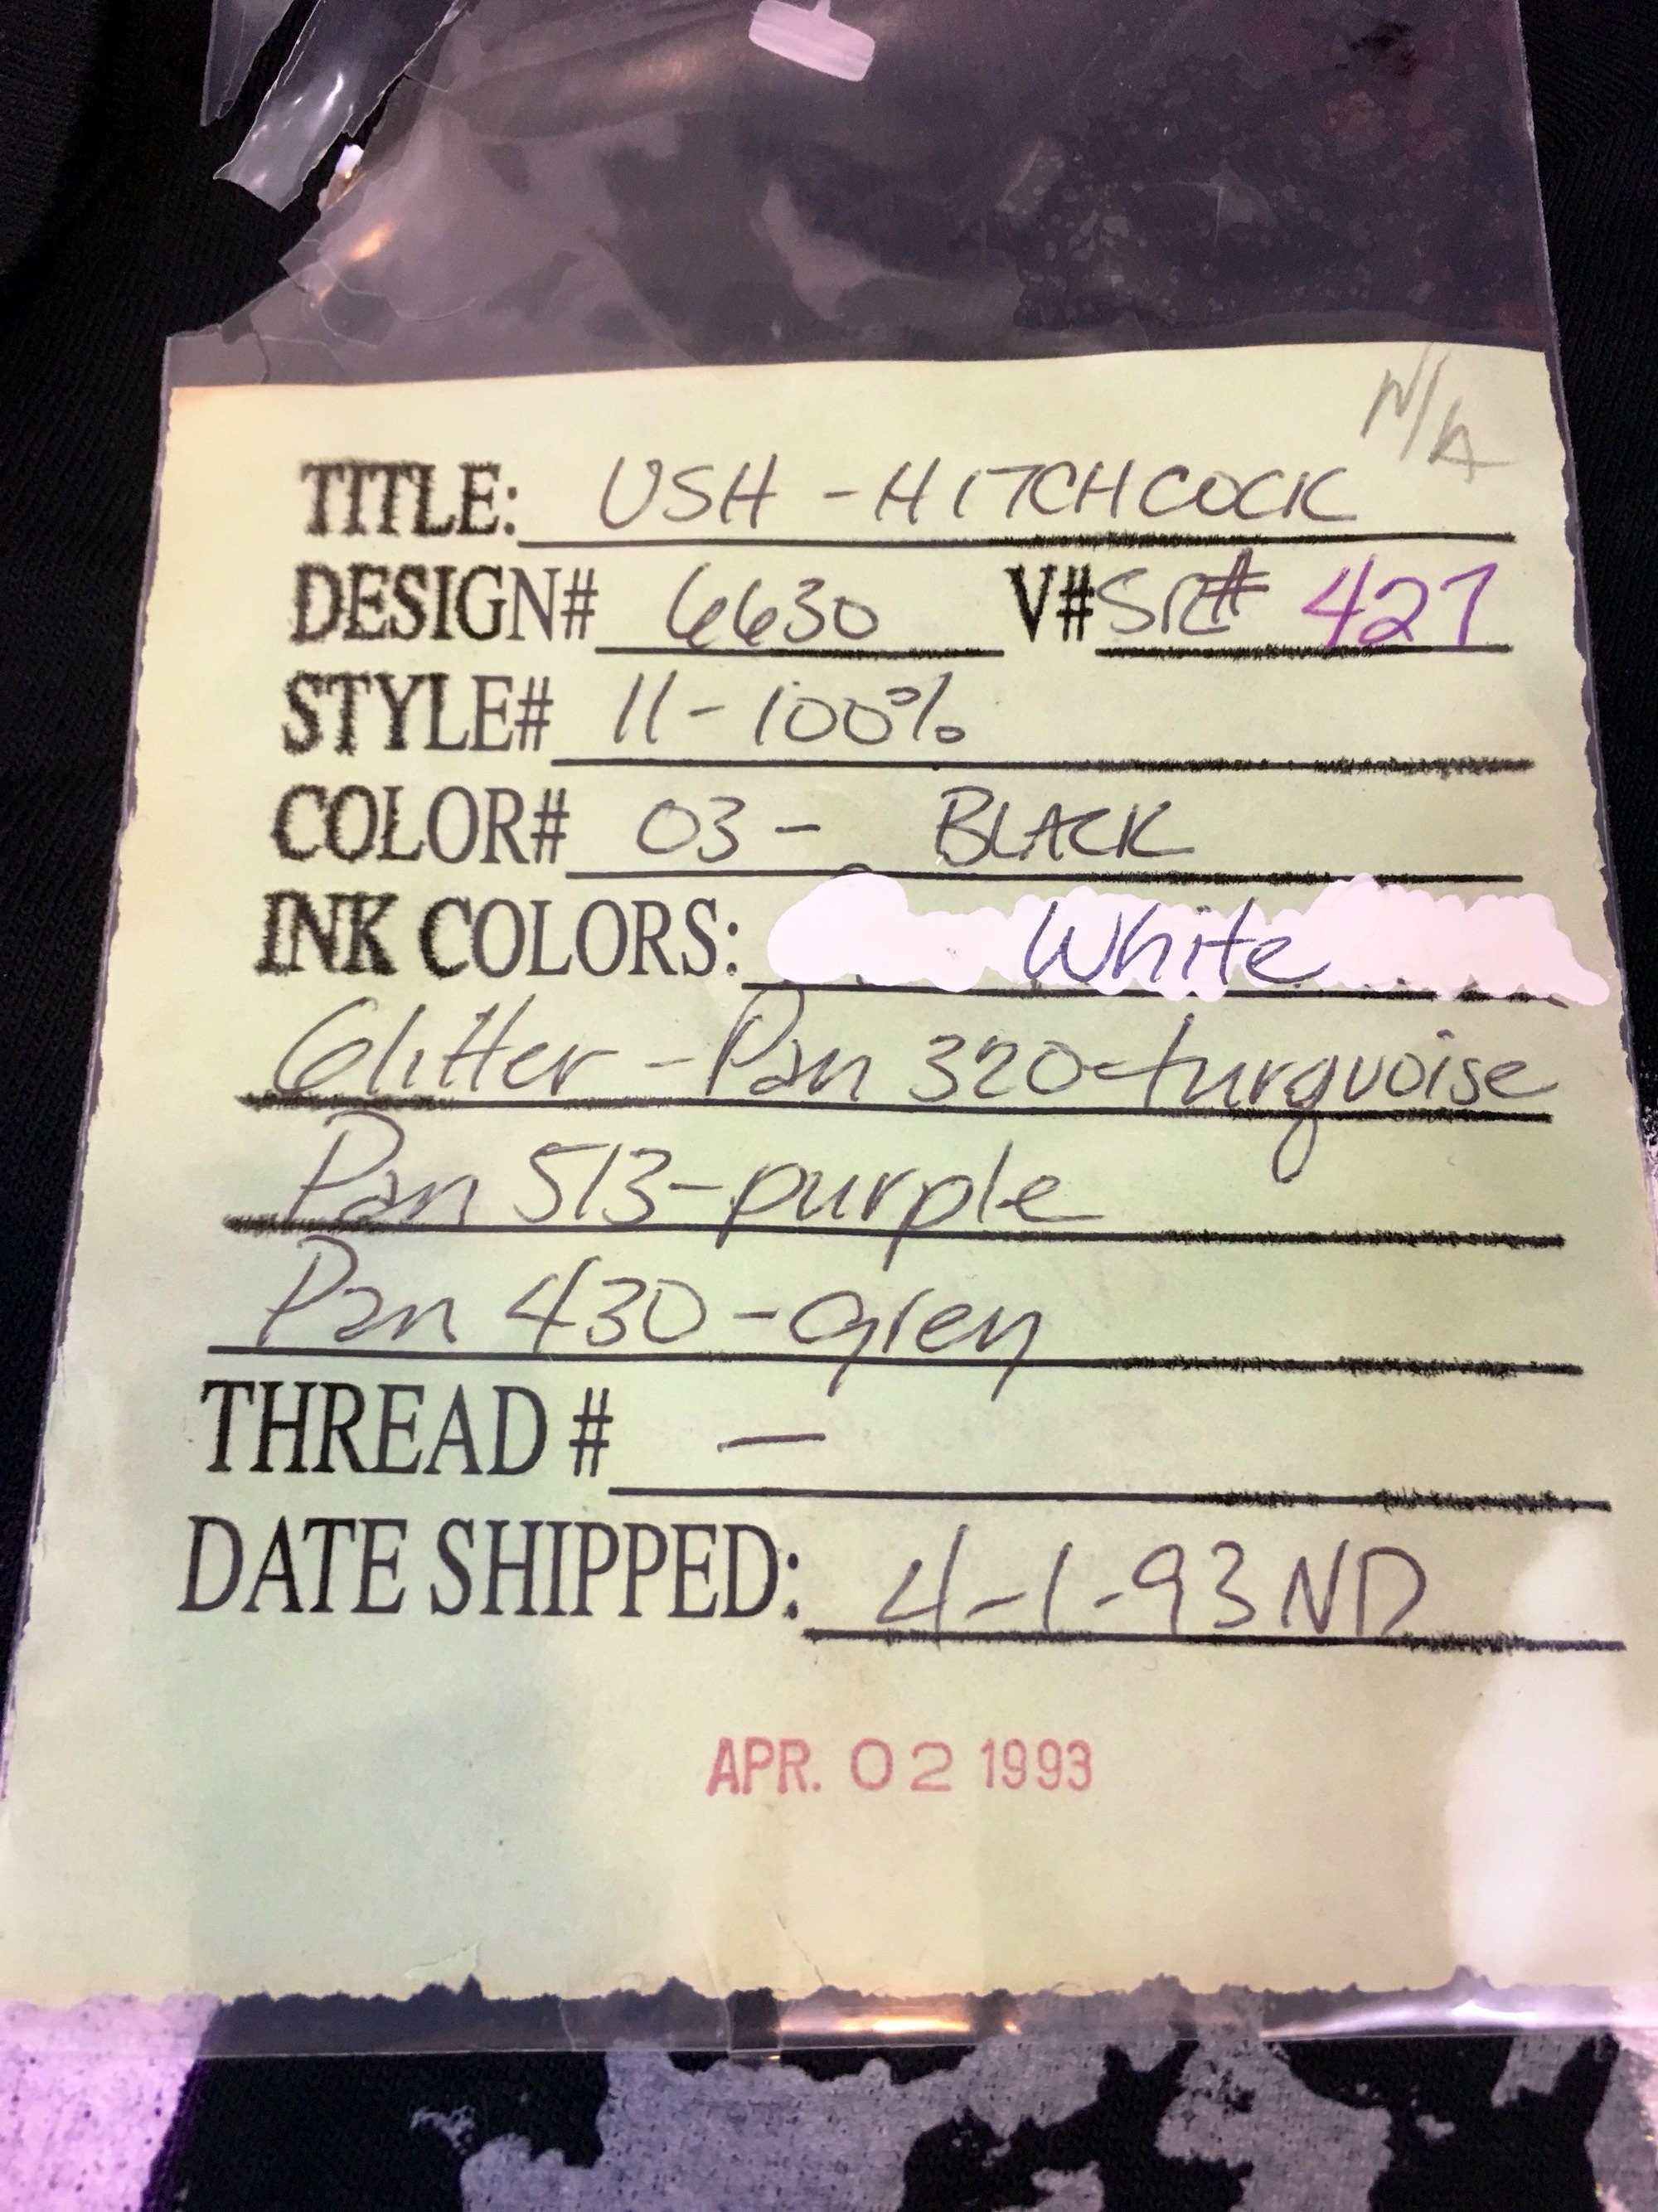 N/A
TITLE: USH - HITCHCOCK
DESIGN# 6630 V# SR# 427
STYLE# 11-100%
COLOR# 03- BLACK
INK COLORS: White
Glitter - Pan 320-turquoise
Pan 513-purple
Pan 430-grey
THREAD # —
DATE SHIPPED: 4-1-93 ND
APR. 02 1993